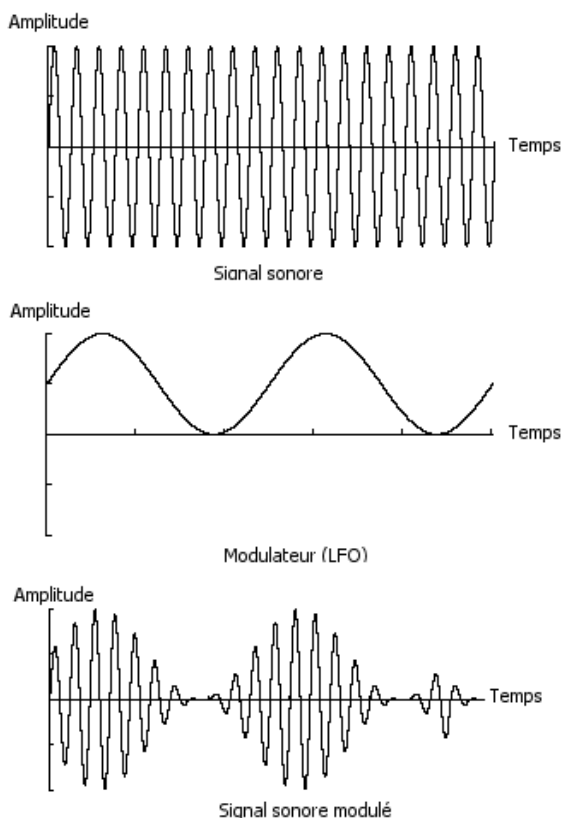 Amplitude
Temps
Signal sonore
Amplitude
Temps
Modulateur (LFO)
Amplitude
Temps
Signal sonore modulé